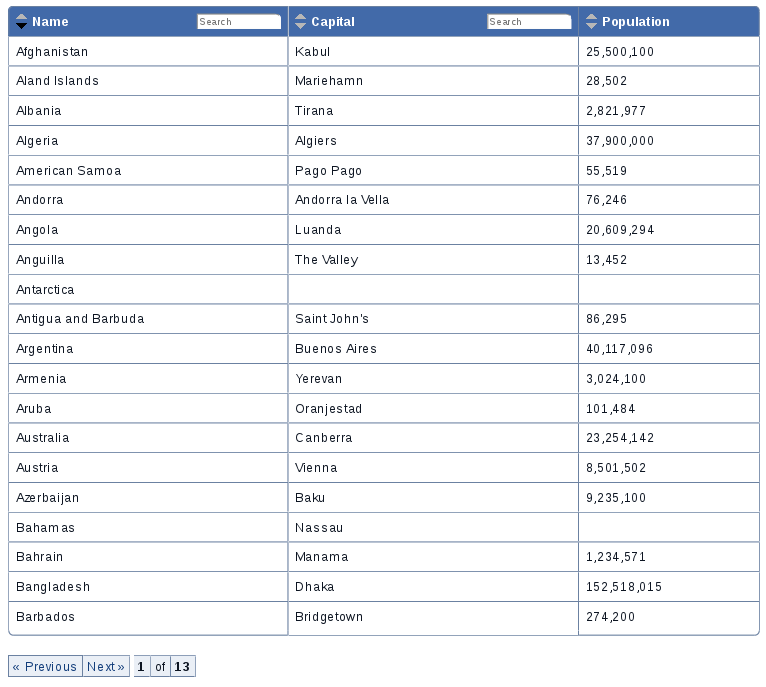 Name Search Capital Search Population
Afghanistan Kabul 25,500,100
Aland Islands Mariehamn 28,502
Albania Tirana 2,821,977
Algeria Algiers 37,900,000
American Samoa Pago Pago 55,519
Andorra Andorra la Vella 76,246
Angola Luanda 20,609,294
Anguilla The Valley 13,452
Antarctica
Antigua and Barbuda Saint John's 86,295
Argentina Buenos Aires 40,117,096
Armenia Yerevan 3,024,100
Aruba Oranjestad 101,484
Australia Canberra 23,254,142
Austria Vienna 8,501,502
Azerbaijan Baku 9,235,100
Bahamas Nassau
Bahrain Manama 1,234,571
Bangladesh Dhaka 152,518,015
Barbados Bridgetown 274,200
« Previous Next » 1 of 13